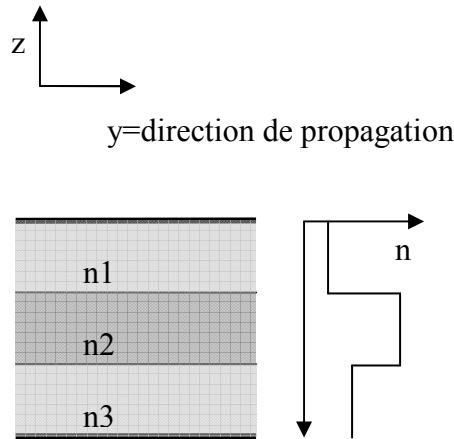 z
y=direction de propagation
n1
n
n2
n3